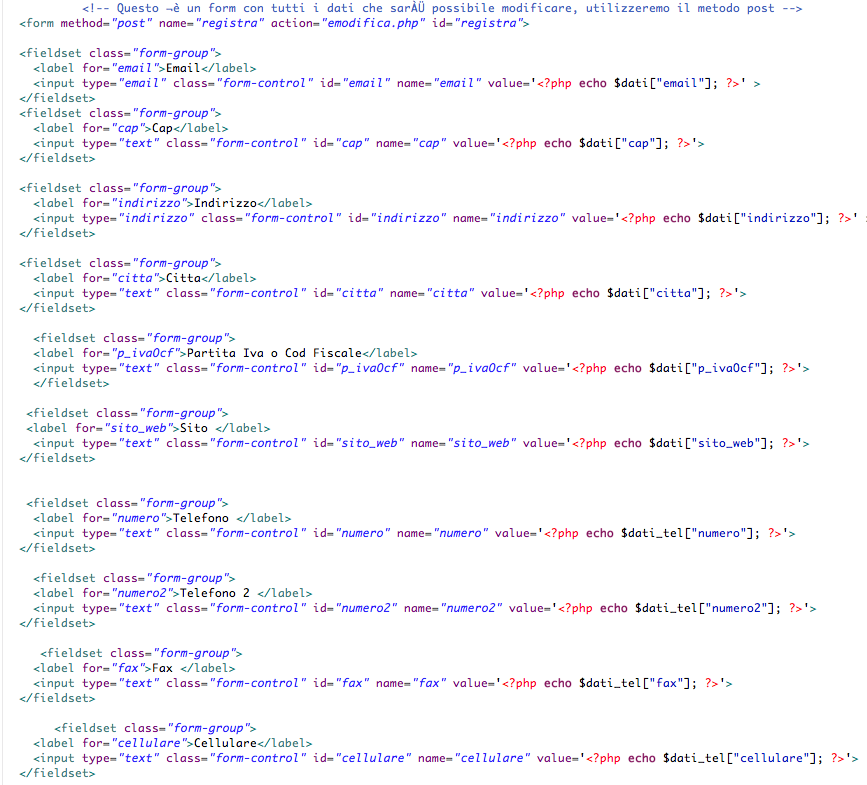 <!-- Questo ¬è un form con tutti i dati che sarÀÜ possibile modificare, utilizzeremo il metodo post -->
<form method="post" name="registra" action="emodifica.php" id="registra">
<fieldset class="form-group">
<label for="email">Email</label>
<input type="email" class="form-control" id="email" name="email" value='<?php echo $dati["email"]; ?>' >
</fieldset>
<fieldset class="form-group">
<label for="cap">Cap</label>
<input type="text" class="form-control" id="cap" name="cap" value='<?php echo $dati["cap"]; ?>'>
</fieldset>
<fieldset class="form-group">
<label for="indirizzo">Indirizzo</label>
<input type="indirizzo" class="form-control" id="indirizzo" name="indirizzo" value='<?php echo $dati["indirizzo"]; ?>'
</fieldset>
<fieldset class="form-group">
<label for="citta">Citta</label>
<input type="text" class="form-control" id="citta" name="citta" value='<?php echo $dati["citta"]; ?>'>
</fieldset>
<fieldset class="form-group">
<label for="p_ivaOcf">Partita Iva o Cod Fiscale</label>
<input type="text" class="form-control" id="p_ivaOcf" name="p_ivaOcf" value='<?php echo $dati["p_ivaOcf"]; ?>'>
</fieldset>
<fieldset class="form-group">
<label for="sito_web">Sito </label>
<input type="text" class="form-control" id="sito_web" name="sito_web" value='<?php echo $dati["sito_web"]; ?>'>
</fieldset>
<fieldset class="form-group">
<label for="numero">Telefono </label>
<input type="text" class="form-control" id="numero" name="numero" value='<?php echo $dati_tel["numero"]; ?>'>
</fieldset>
<fieldset class="form-group">
<label for="numero2">Telefono 2 </label>
<input type="text" class="form-control" id="numero2" name="numero2" value='<?php echo $dati_tel["numero2"]; ?>'>
</fieldset>
<fieldset class="form-group">
<label for="fax">Fax </label>
<input type="text" class="form-control" id="fax" name="fax" value='<?php echo $dati_tel["fax"]; ?>'>
</fieldset>
<fieldset class="form-group">
<label for="cellulare">Cellulare</label>
<input type="text" class="form-control" id="cellulare" name="cellulare" value='<?php echo $dati_tel["cellulare"]; ?>'>
</fieldset>